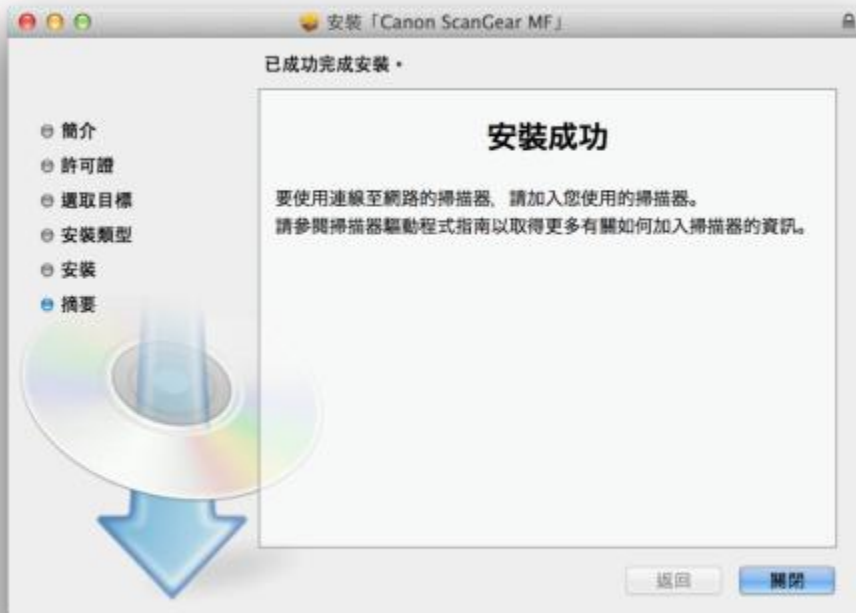 安裝「Canon ScanGear MF」
已成功完成安裝。
簡介
許可證
選取目標
安裝類型
安裝
摘要
安裝成功
要使用連線至網路的掃描器，請加入您使用的掃描器。
請參閱掃描器驅動程式指南以取得更多有關如何加入掃描器的資訊。
返回
關閉